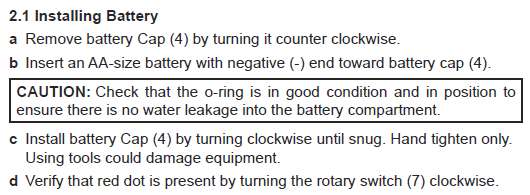 2.1 Installing Battery
a Remove battery Cap (4) by turning it counter clockwise.
b Insert an AA-size battery with negative (-) end toward battery cap (4).
CAUTION: Check that the o-ring is in good condition and in position to
ensure there is no water leakage into the battery compartment.
c Install battery Cap (4) by turning clockwise until snug. Hand tighten only.
Using tools could damage equipment.
d Verify that red dot is present by turning the rotary switch (7) clockwise.